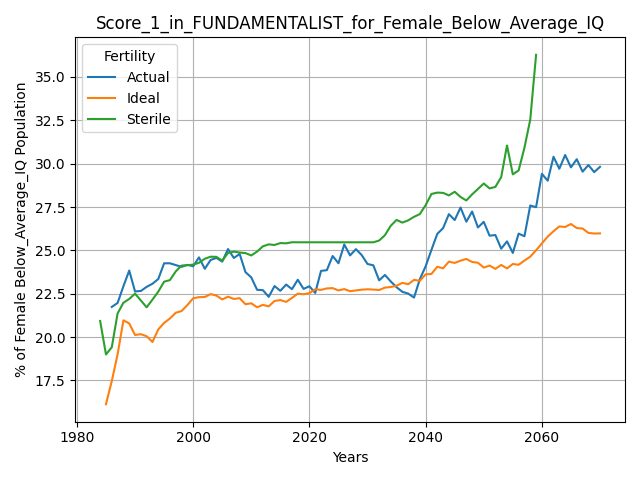 Score_1_in_FUNDAMENTALIST_for_Female_Below_Average_IQ
Fertility
Actual
Ideal
Sterile
% of Female Below_Average_IQ Population
35.0
32.5
30.0
27.5
25.0
22.5
20.0
17.5
1980
2000
2020
2040
2060
Years